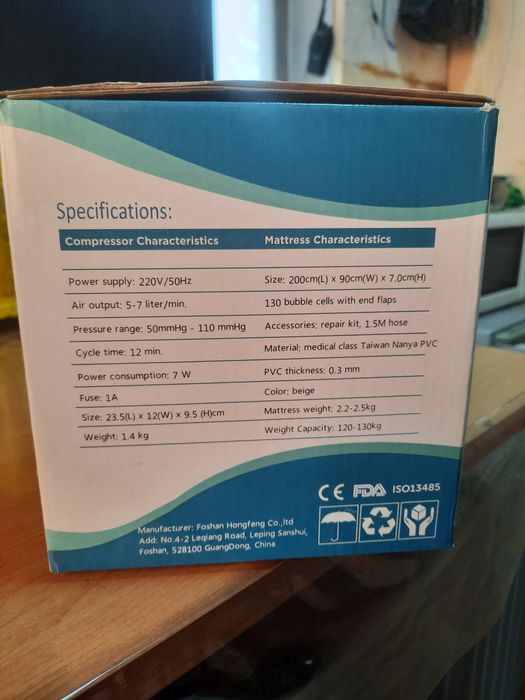 Specifications:
Compressor Characteristics Mattress Characteristics
Power supply: 220V/50Hz Size: 200cm(L) x 90cm(W) x 7.0cm(H)
Air output: 5-7 liter/min. 130 bubble cells with end flaps
Pressure range: 50mmHg - 110 mmHg Accessories: repair kit, 1.5M hose
Cycle time: 12 min. Material: medical class Taiwan Nanya PVC
Power consumption: 7 W PVC thickness: 0.3 mm
Fuse: 1A Color: beige
Size: 23.5(L) x 12(W) x 9.5 (H)cm Mattress weight: 2.2-2.5kg
Weight: 1.4 kg Weight Capacity: 120-130kg
CE FDA ISO13485
Manufacturer: Foshan Hongfeng Co.,ltd
Add: No.4-2 Leqiang Road, Leping Sanshui,
Foshan, 528100 GuangDong, China